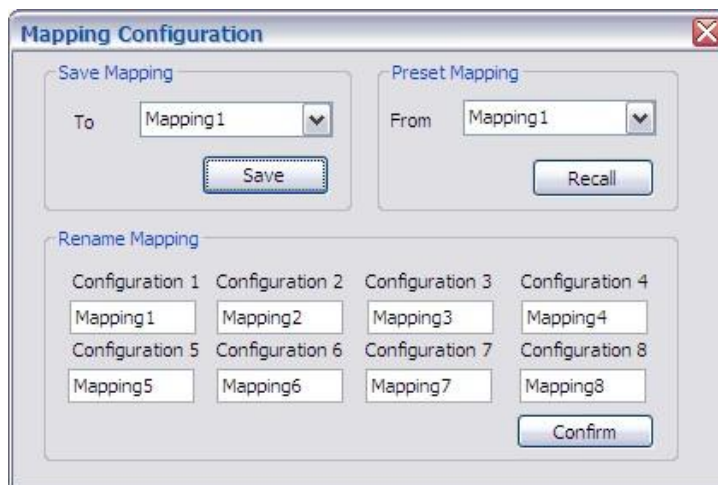 Mapping Configuration
Save Mapping
To Mapping1
Save
Preset Mapping
From Mapping1
Recall
Rename Mapping
Configuration 1 Configuration 2 Configuration 3 Configuration 4
Mapping1 Mapping2 Mapping3 Mapping4
Configuration 5 Configuration 6 Configuration 7 Configuration 8
Mapping5 Mapping6 Mapping7 Mapping8
Confirm